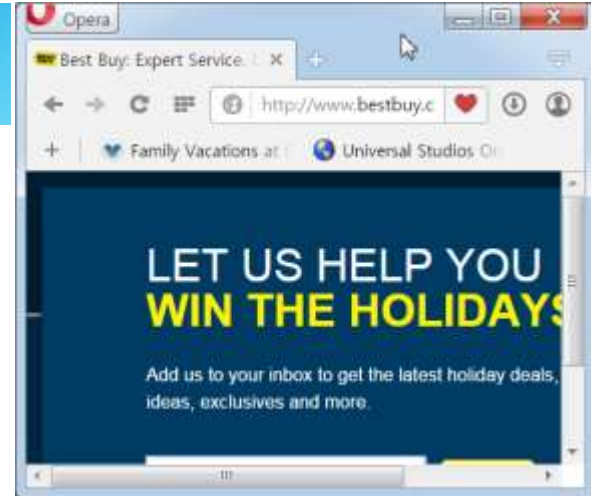 Opera
Best Buy: Expert Service.
http://www.bestbuy.c
Family Vacations at
Universal Studios
LET US HELP YOU
WIN THE HOLIDAYS
Add us to your inbox to get the latest holiday deals,
ideas, exclusives and more.